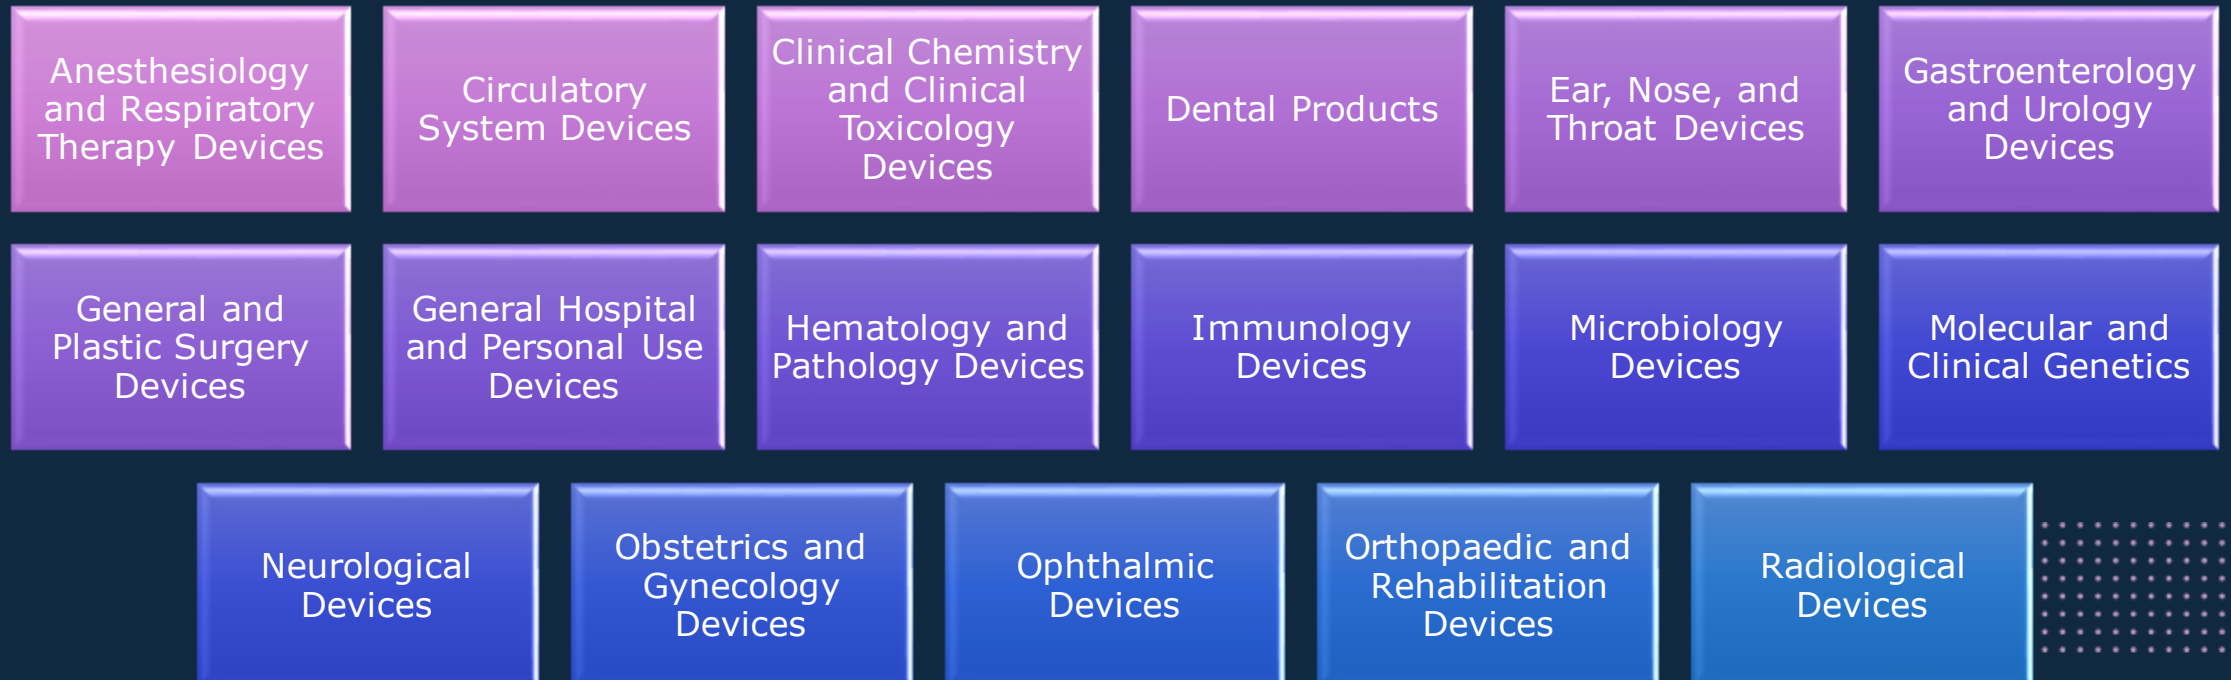 Anesthesiology
and Respiratory
Therapy Devices
Circulatory
System Devices
Clinical Chemistry
and Clinical
Toxicology
Devices
Dental Products
Ear, Nose, and
Throat Devices
Gastroenterology
and Urology
Devices
General and
Plastic Surgery
Devices
General Hospital
and Personal Use
Devices
Hematology and
Pathology Devices
Immunology
Devices
Microbiology
Devices
Molecular and
Clinical Genetics
Neurological
Devices
Obstetrics and
Gynecology
Devices
Ophthalmic
Devices
Orthopaedic and
Rehabilitation
Devices
Radiological
Devices